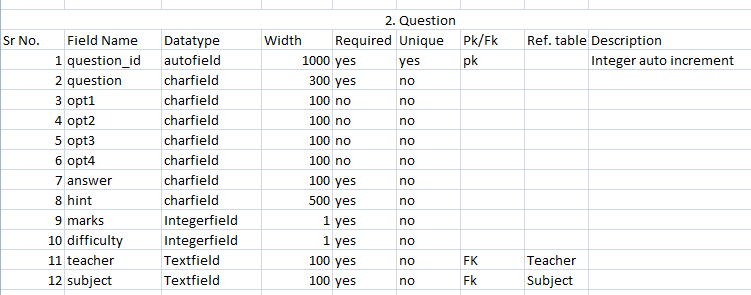 2. Question
Sr No. Field Name Datatype Width Required Unique Pk/Fk Ref. table Description
1 question_id autofield 1000 yes yes pk Integer auto increment
2 question charfield 300 yes no
3 opt1 charfield 100 no no
4 opt2 charfield 100 no no
5 opt3 charfield 100 no no
6 opt4 charfield 100 no no
7 answer charfield 100 yes no
8 hint charfield 500 yes no
9 marks Integerfield 1 yes no
10 difficulty Integerfield 1 yes no
11 teacher Textfield 100 yes no FK Teacher
12 subject Textfield 100 yes no Fk Subject